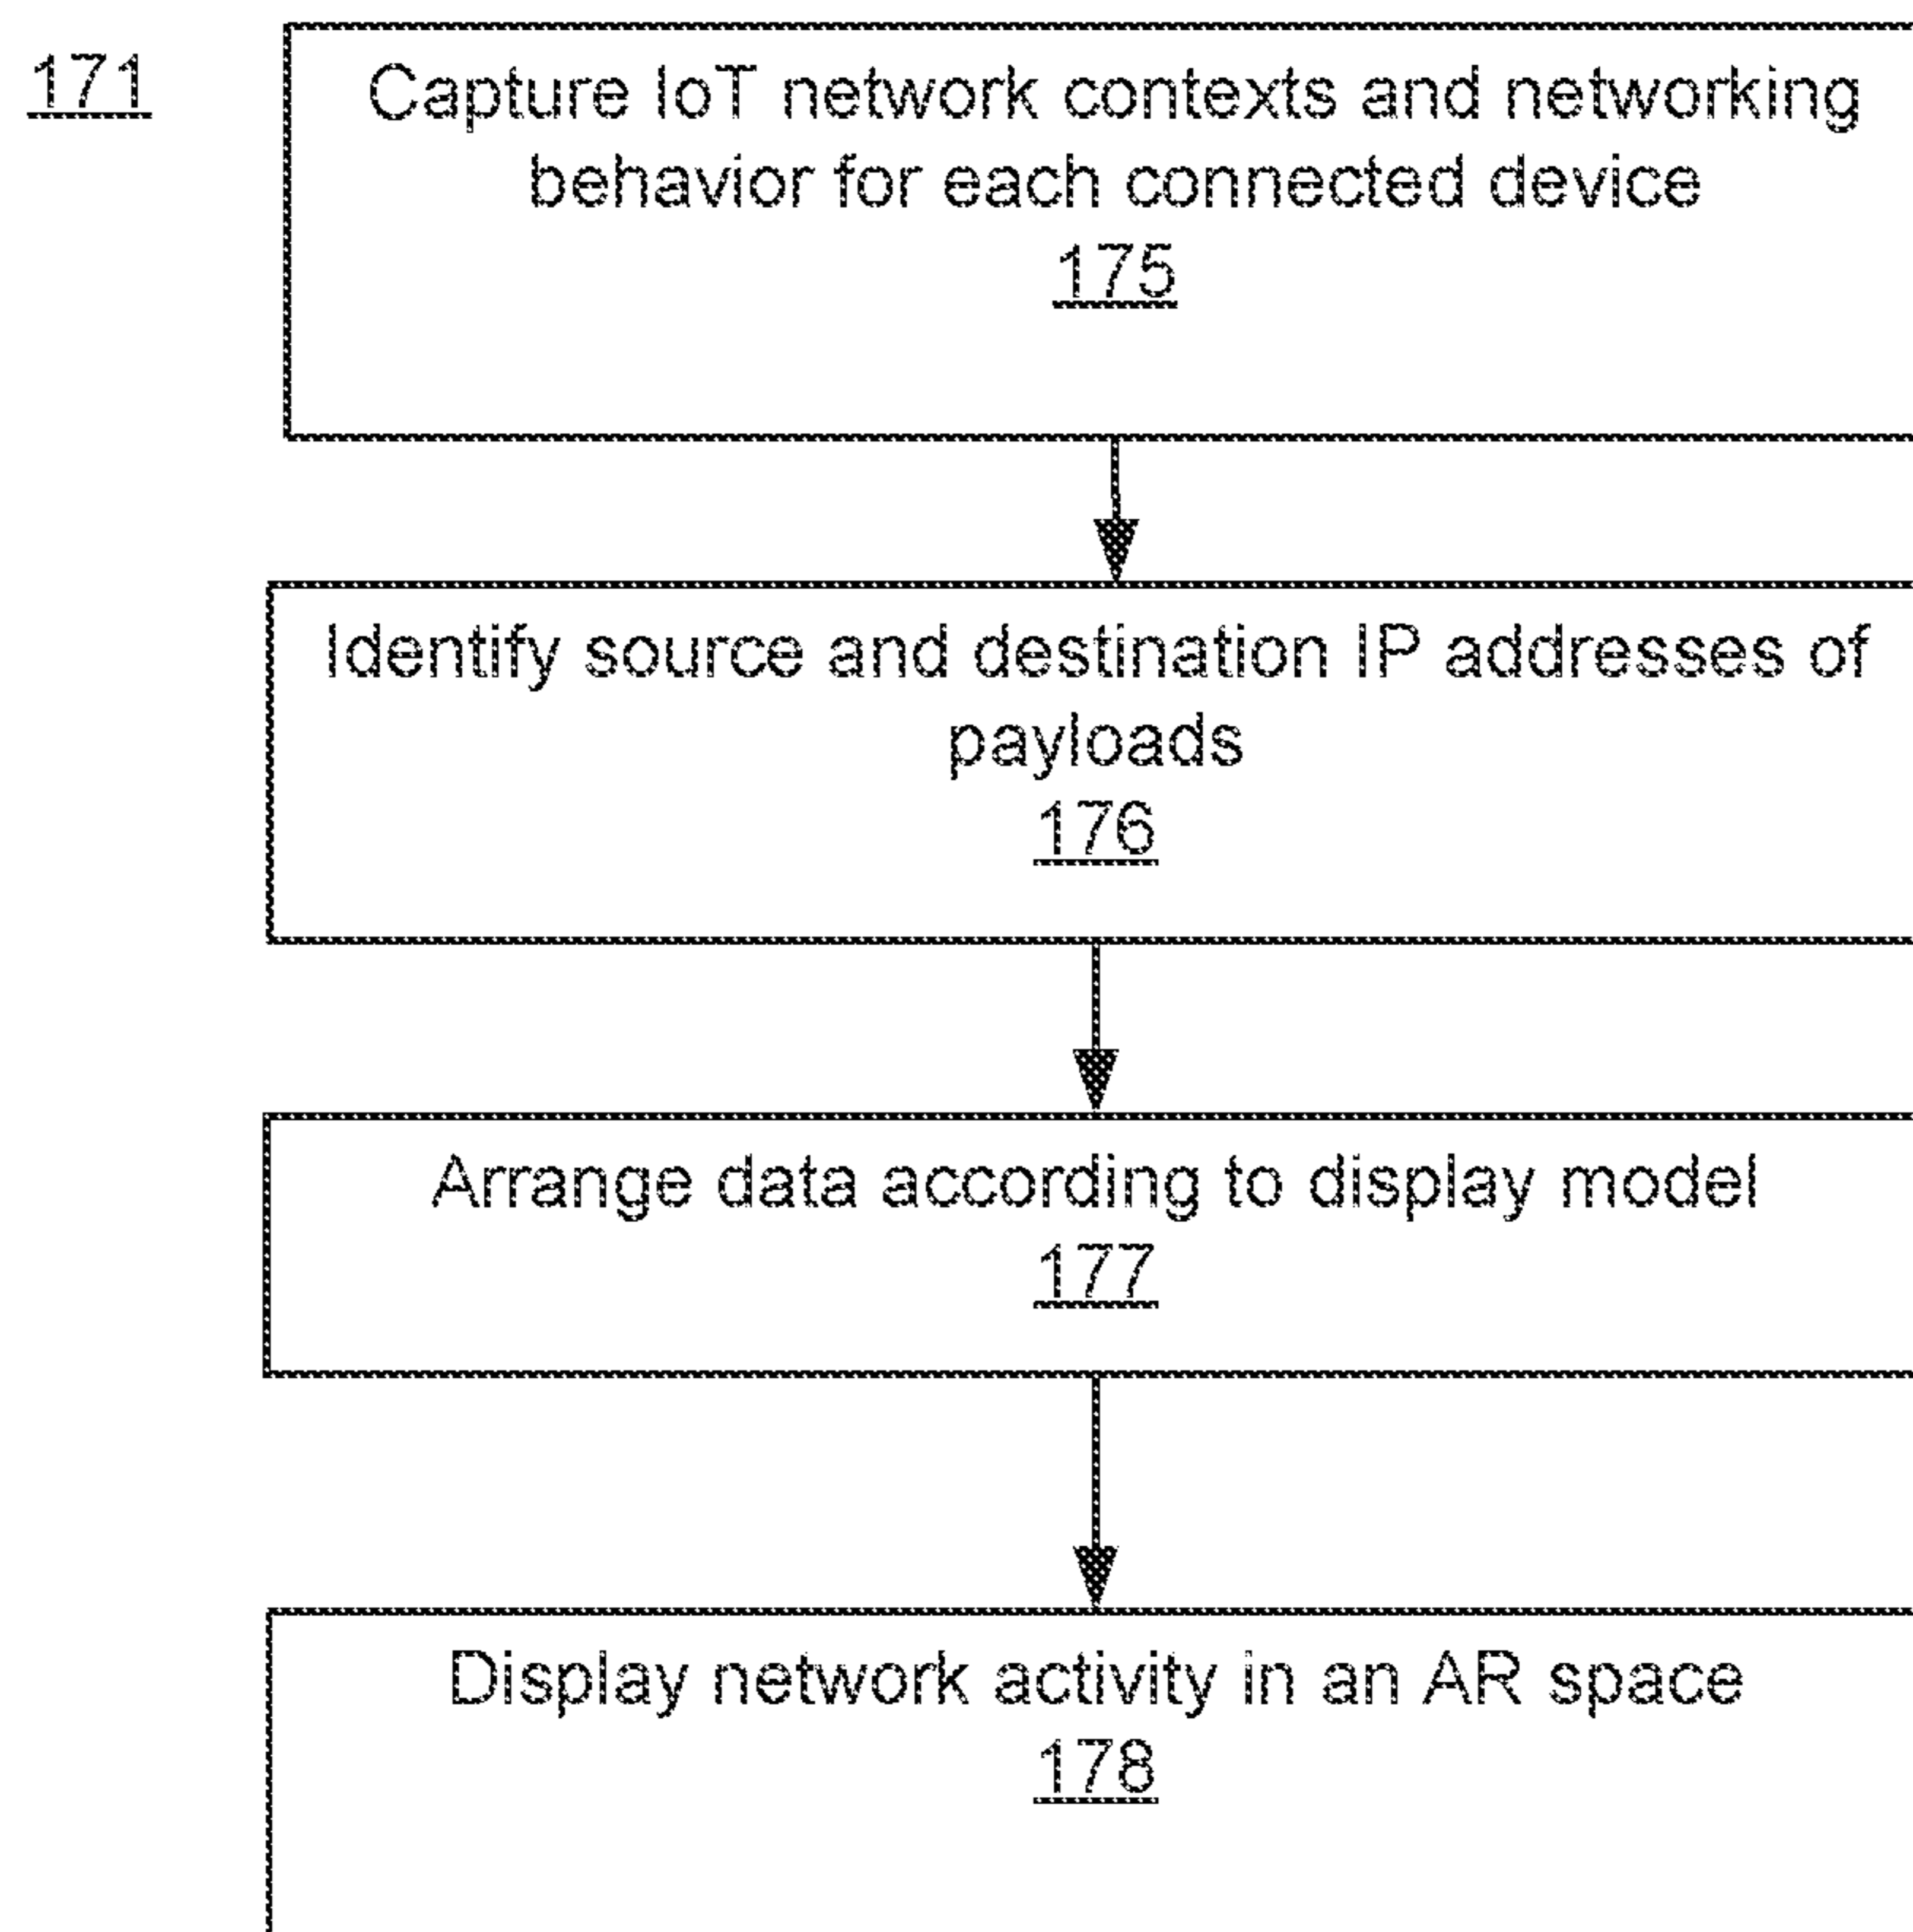 171
Capture IoT network contexts and networking
behavior for each connected device
175
Identify source and destination IP addresses of
payloads
176
Arrange data according to display model
177
Display network activity in an AR space
178